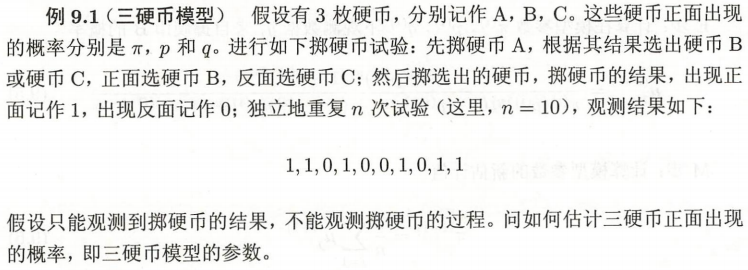 例 9.1（三硬币模型） 假设有 3 枚硬币，分别记作 A，B，C。这些硬币正面出现
的概率分别是 π，p 和 q。进行如下掷硬币试验：先掷硬币 A，根据其结果选出硬币 B
或硬币 C，正面选硬币 B，反面选硬币 C；然后掷选出的硬币，掷硬币的结果，出现正
面记作 1，出现反面记作 0；独立地重复 n 次试验（这里，n = 10），观测结果如下：
1, 1, 0, 1, 0, 0, 1, 0, 1, 1
假设只能观测到掷硬币的结果，不能观测掷硬币的过程。问如何估计三硬币正面出现
的概率，即三硬币模型的参数。